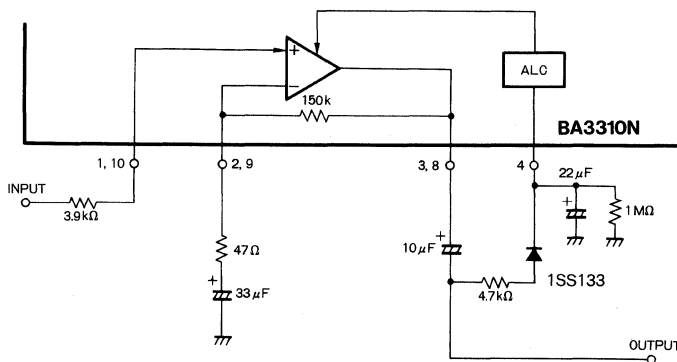 +
−
ALC
150k
BA3310N
1, 10
2, 9
3, 8
4
22µF
INPUT
+
3.9kΩ
1MΩ
47Ω
+
10µF
1SS133
+
33µF
4.7kΩ
OUTPUT